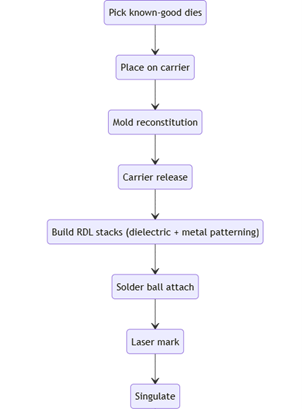 Pick known-good dies
Place on carrier
Mold reconstitution
Carrier release
Build RDL stacks (dielectric + metal patterning)
Solder ball attach
Laser mark
Singulate